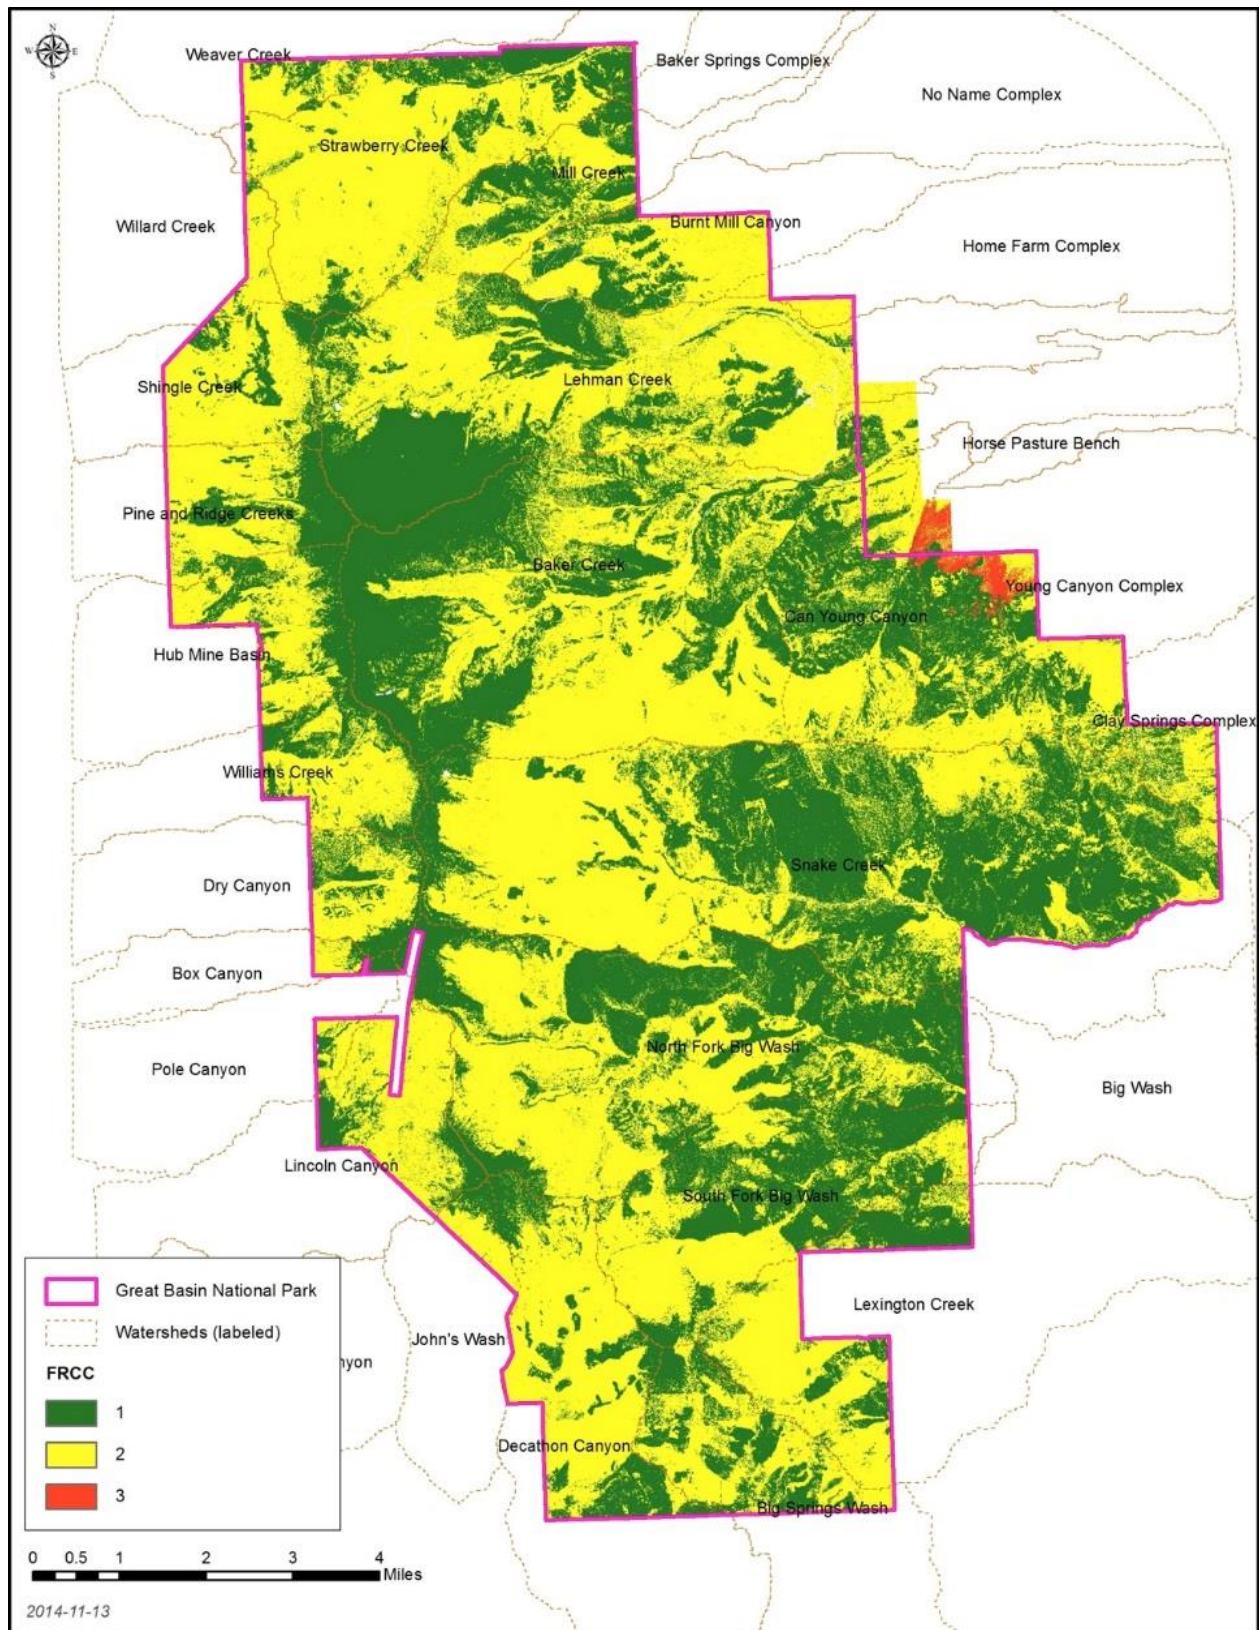 N
W E
S
Weaver Creek
Baker Springs Complex
No Name Complex
Strawberry Creek
Mill Creek
Willard Creek
Burnt Mill Canyon
Home Farm Complex
Shingle Creek
Lehman Creek
Horse Pasture Bench
Pine and Ridge Creeks
Baker Creek
Young Canyon Complex
Can Young Canyon
Hub Mine Basin
Clay Springs Complex
Williams Creek
Snake Creek
Dry Canyon
Box Canyon
North Fork Big Wash
Pole Canyon
Big Wash
Lincoln Canyon
South Fork Big Wash
Lexington Creek
John's Wash
nyon
Decathon Canyon
Big Springs Wash
Great Basin National Park
Watersheds (labeled)
FRCC
1
2
3
0 0.5 1 2 3 4
Miles
2014-11-13